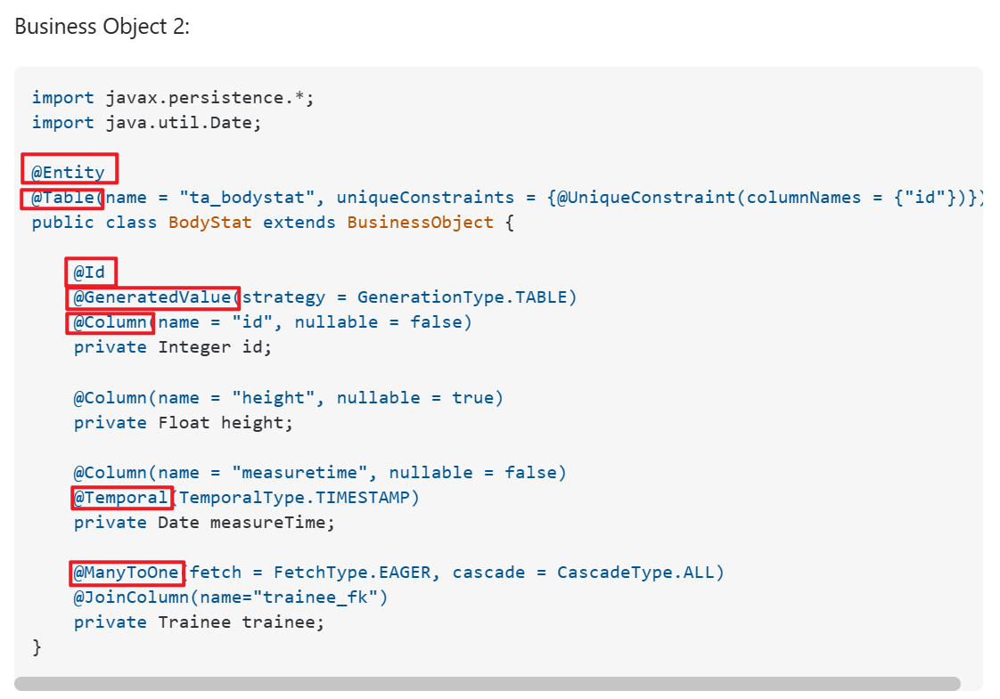 Business Object 2:
import javax.persistence.*;
import java.util.Date;
@Entity
@Table(name = "ta_bodystat", uniqueConstraints = {@UniqueConstraint(columnNames = {"id"})})
public class BodyStat extends BusinessObject {
@Id
@GeneratedValue(strategy = GenerationType.TABLE)
@Column(name = "id", nullable = false)
private Integer id;
@Column(name = "height", nullable = true)
private Float height;
@Column(name = "measuretime", nullable = false)
@Temporal(TemporalType.TIMESTAMP)
private Date measureTime;
@ManyToOne(fetch = FetchType.EAGER, cascade = CascadeType.ALL)
@JoinColumn(name="trainee_fk")
private Trainee trainee;
}